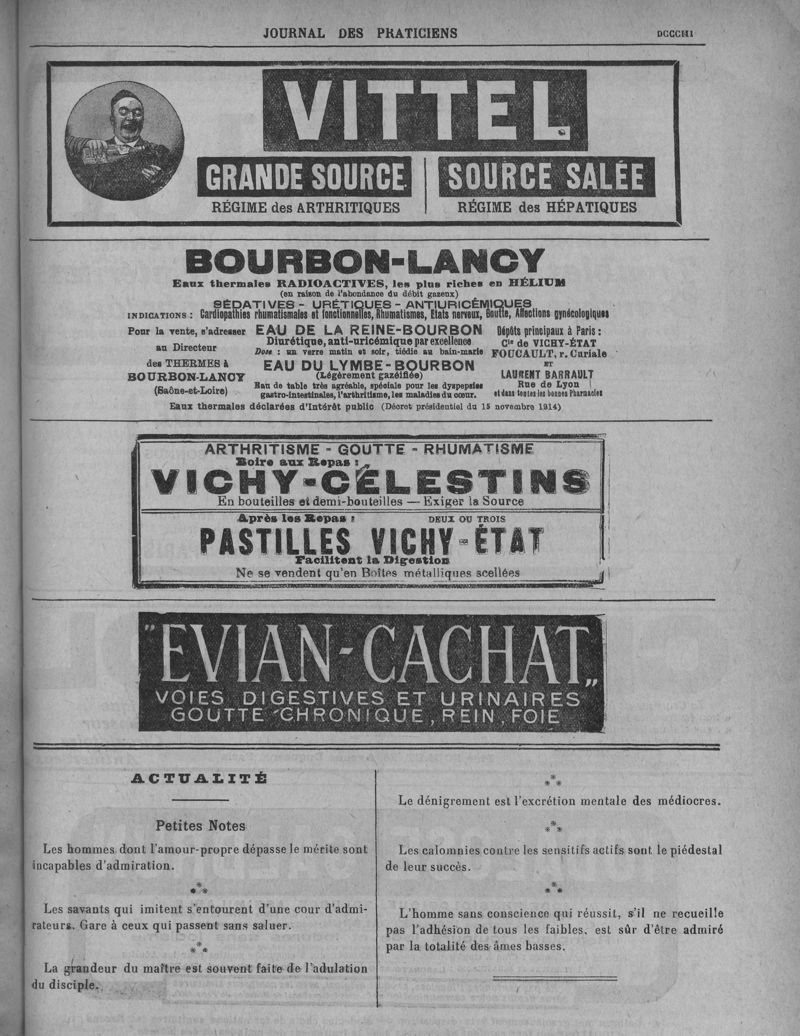 JOURNAL DES PRATICIENS
VITTEL
GRANDE SOURCE
SOURCE SALÉE
RÉGIME des ARTHRITIQUES
RÉGIME des HÉPATIQUES
BOURBON-LANCY
Eaux thermales RADIOACTIVES, les plus riches en HÉLIUM
(en raison de l'abondance du débit gazeux)
SÉDATIVES - URÉTIQUES - ANTIURICÉMIQUES
INDICATIONS : Cardiopathies rhumatismales et fonctionnelles, Rhumatismes, Etats nerveux, Goutte, Affections gynécologiques
Pour la vente, s'adresser
au Directeur
des THERMES à
BOURBON-LANCY
(Saône-et-Loire)
EAU DE LA REINE-BOURBON
Diurétique, anti-uricémique par excellence
Dose : un verre matin et soir, tiédie au bain-marie
EAU DU LYMBE-BOURBON
(Légèrement gazéifiée)
Eau de table très agréable, spéciale pour les dyspepsies
gastro-intestinales, l'arthritisme, les maladies du cœur.
Dépôts principaux à Paris :
Cie de VICHY-ÉTAT
FOUCAULT, r. Curiale
ET
LAURENT BARRAULT
Rue de Lyon
et dans toutes les bonnes Pharmacies
Eaux thermales déclarées d'Intérêt public (Décret présidentiel du 15 novembre 1914)
ARTHRITISME - GOUTTE - RHUMATISME
Boire aux Repas :
VICHY-CÉLESTINS
En bouteilles et demi-bouteilles — Exiger la Source
Après les Repas : DEUX OU TROIS
PASTILLES VICHY-ÉTAT
Facilitent la Digestion
Ne se vendent qu'en Boîtes métalliques scellées
"EVIAN-CACHAT„
VOIES DIGESTIVES ET URINAIRES
GOUTTE CHRONIQUE, REIN, FOIE
ACTUALITÉ
Petites Notes
Les hommes dont l'amour-propre dépasse le mérite sont
incapables d'admiration.
***
Les savants qui imitent s'entourent d'une cour d'admi-
rateurs. Gare à ceux qui passent sans saluer.
***
La grandeur du maître est souvent faite de l'adulation
du disciple.
***
Le dénigrement est l'excrétion mentale des médiocres.
***
Les calomnies contre les sensitifs actifs sont le piédestal
de leur succès.
***
L'homme sans conscience qui réussit, s'il ne recueille
pas l'adhésion de tous les faibles, est sûr d'être admiré
par la totalité des âmes basses.